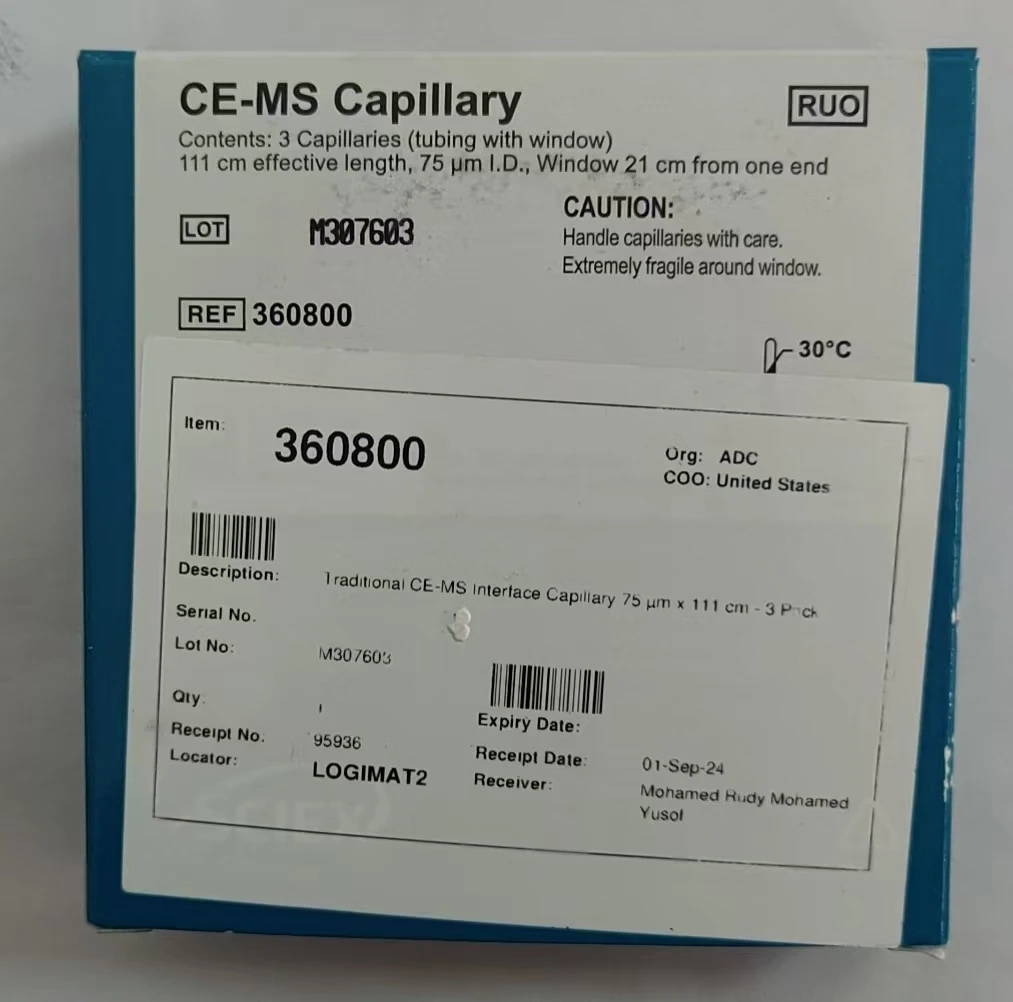 CE-MS Capillary
RUO
Contents: 3 Capillaries (tubing with window)
111 cm effective length, 75 µm I.D., Window 21 cm from one end
CAUTION:
Handle capillaries with care.
Extremely fragile around window.
LOT M307603
REF 360800
30°C
Item: 360800
Org: ADC
COO: United States
Description: Traditional CE-MS Interface Capillary 75 µm x 111 cm - 3 Pack
Serial No.
Lot No: M307603
Qty: 1
Expiry Date:
Receipt No: 95936
Receipt Date: 01-Sep-24
Locator: LOGIMAT2
Receiver: Mohamed Rudy Mohamed
Yusof
SCIEX